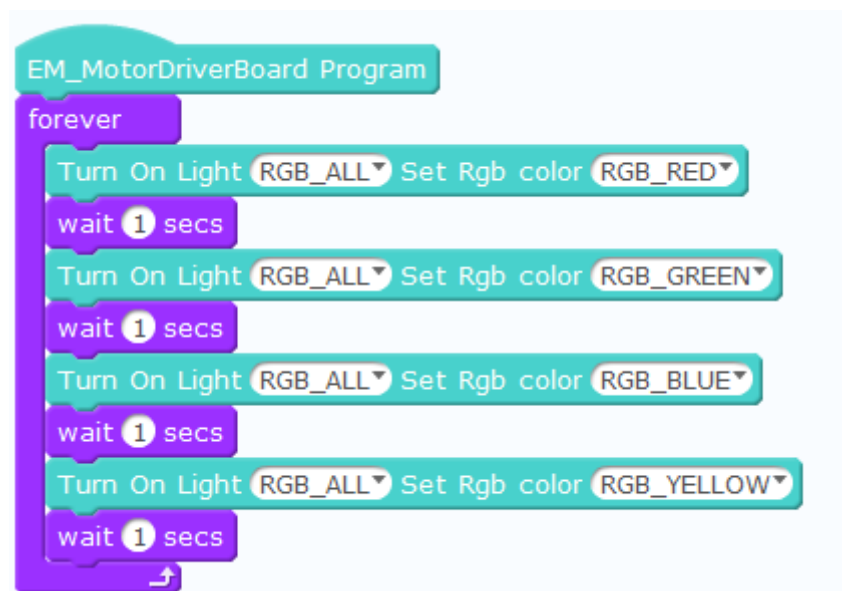 EM_MotorDriverBoard Program
forever
Turn On Light RGB_ALL Set Rgb color RGB_RED
wait 1 secs
Turn On Light RGB_ALL Set Rgb color RGB_GREEN
wait 1 secs
Turn On Light RGB_ALL Set Rgb color RGB_BLUE
wait 1 secs
Turn On Light RGB_ALL Set Rgb color RGB_YELLOW
wait 1 secs